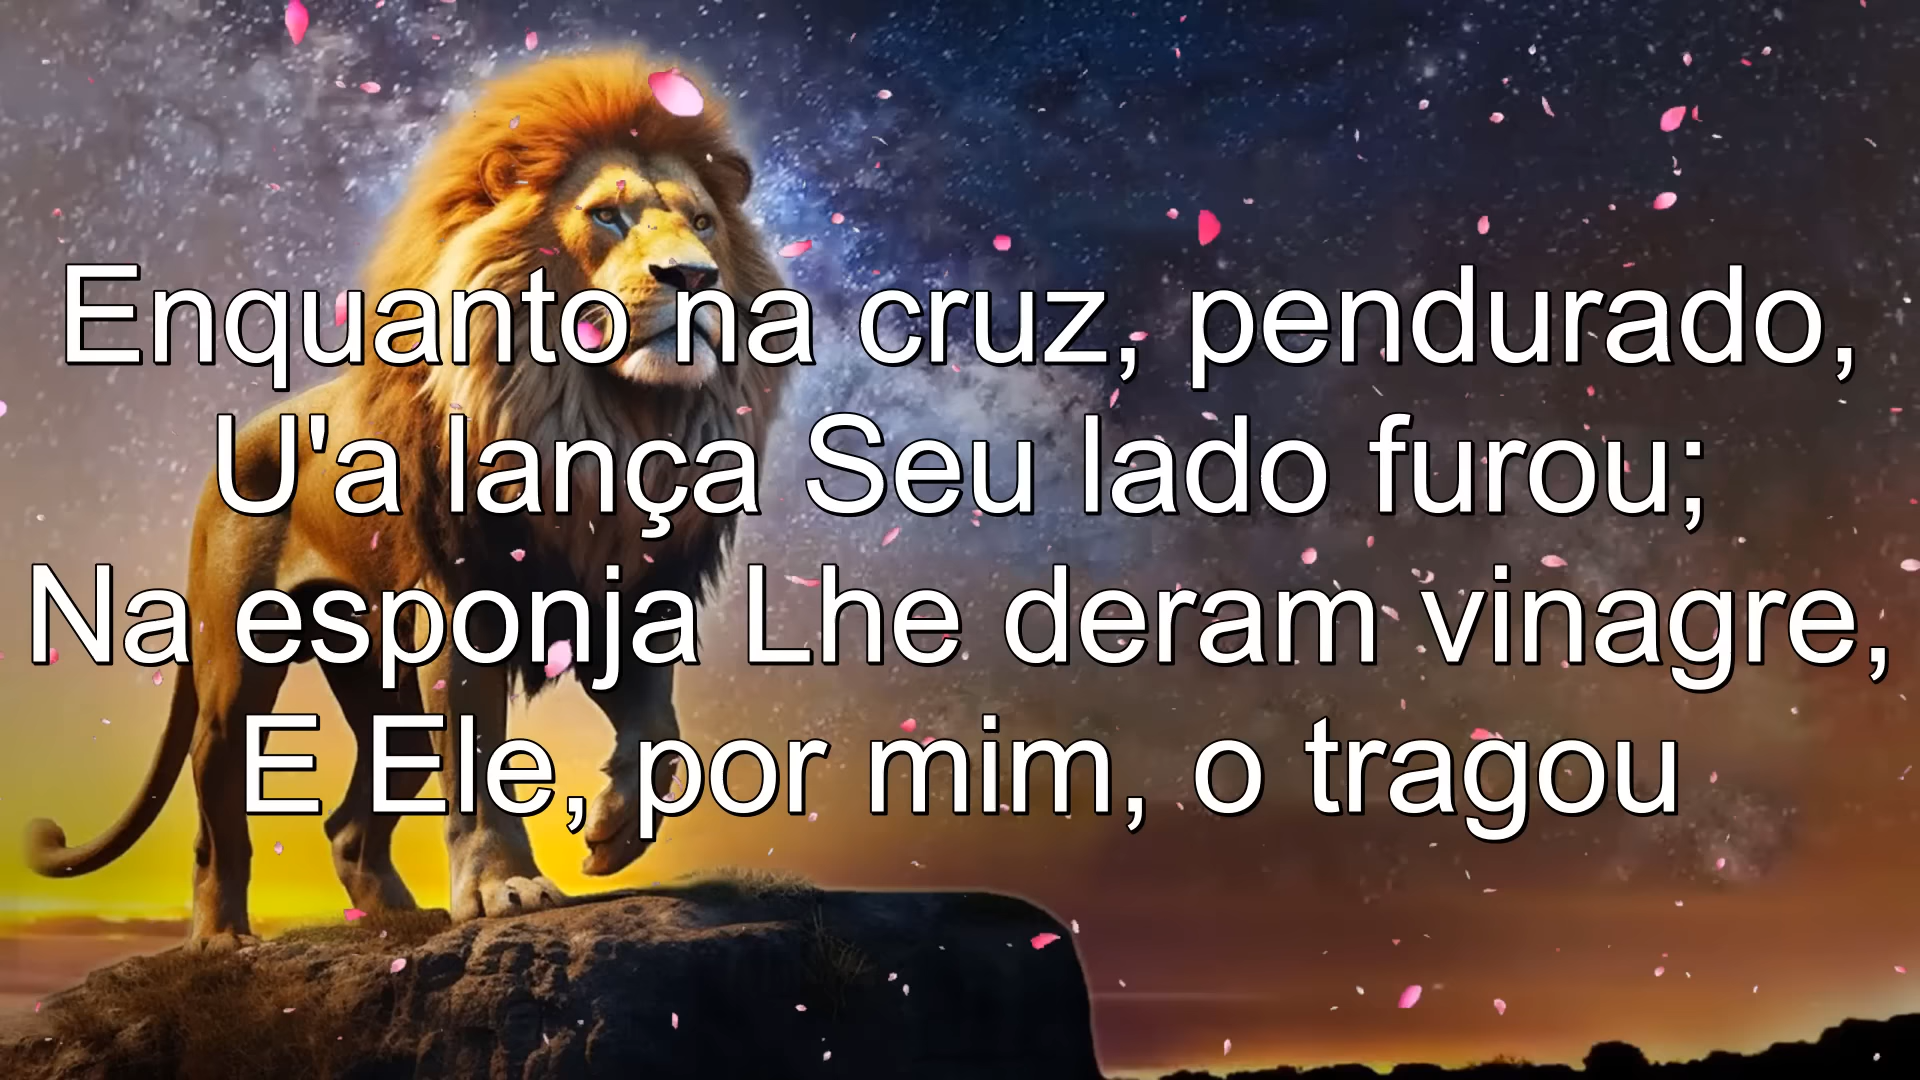 Enquanto na cruz, pendurado,
U'a lança Seu lado furou;
Na esponja Lhe deram vinagre,
E Ele, por mim, o tragou